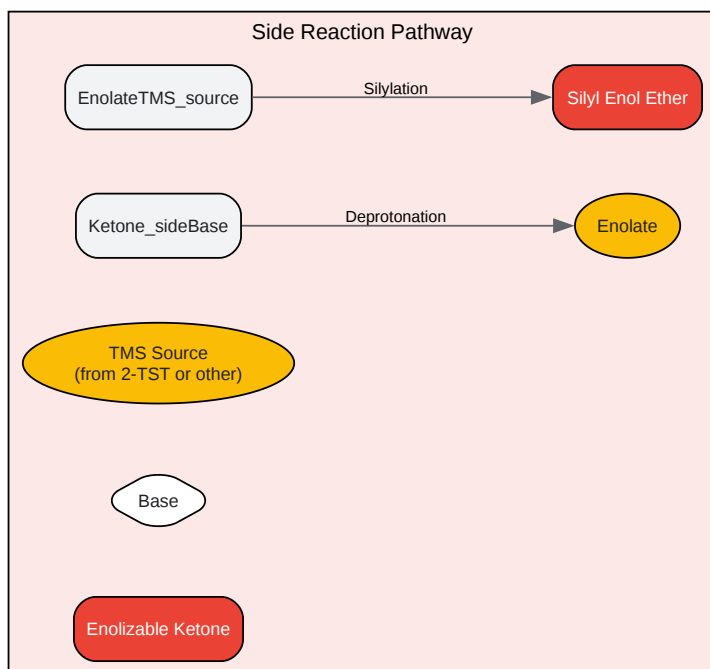 Side Reaction Pathway
EnolateTMS_source
Silylation
Silyl Enol Ether
Ketone_sideBase
Deprotonation
Enolate
TMS Source
(from 2-TST or other)
Base
Enolizable Ketone